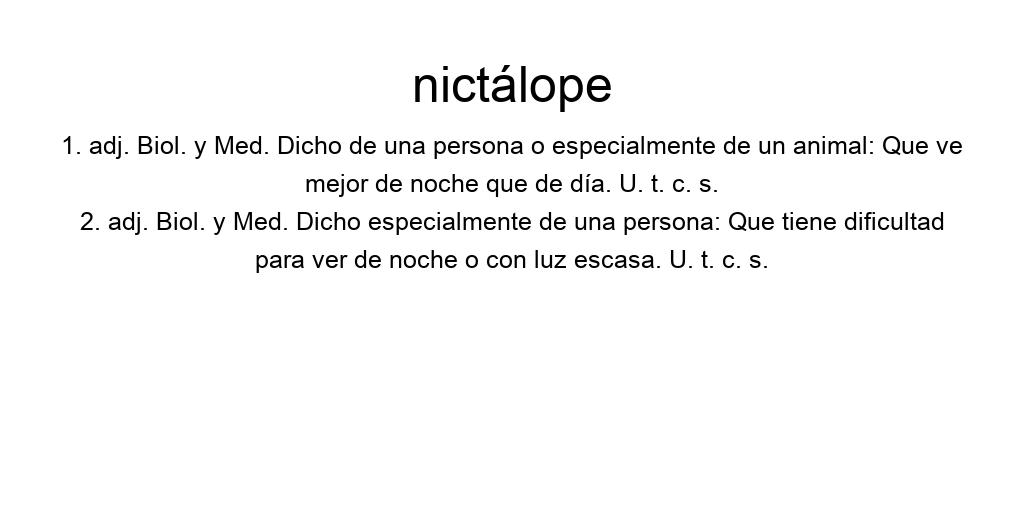 nictálope
1. adj. Biol. y Med. Dicho de una persona o especialmente de un animal: Que ve
mejor de noche que de día. U. t. c. s.
2. adj. Biol. y Med. Dicho especialmente de una persona: Que tiene dificultad
para ver de noche o con luz escasa. U. t. c. s.